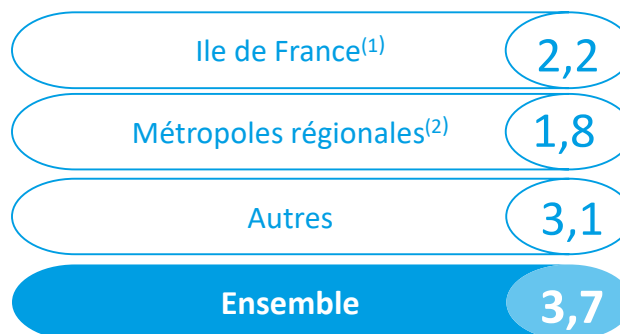 Ile de France(1) 2,2
Métropoles régionales(2) 1,8
Autres 3,1
Ensemble 3,7